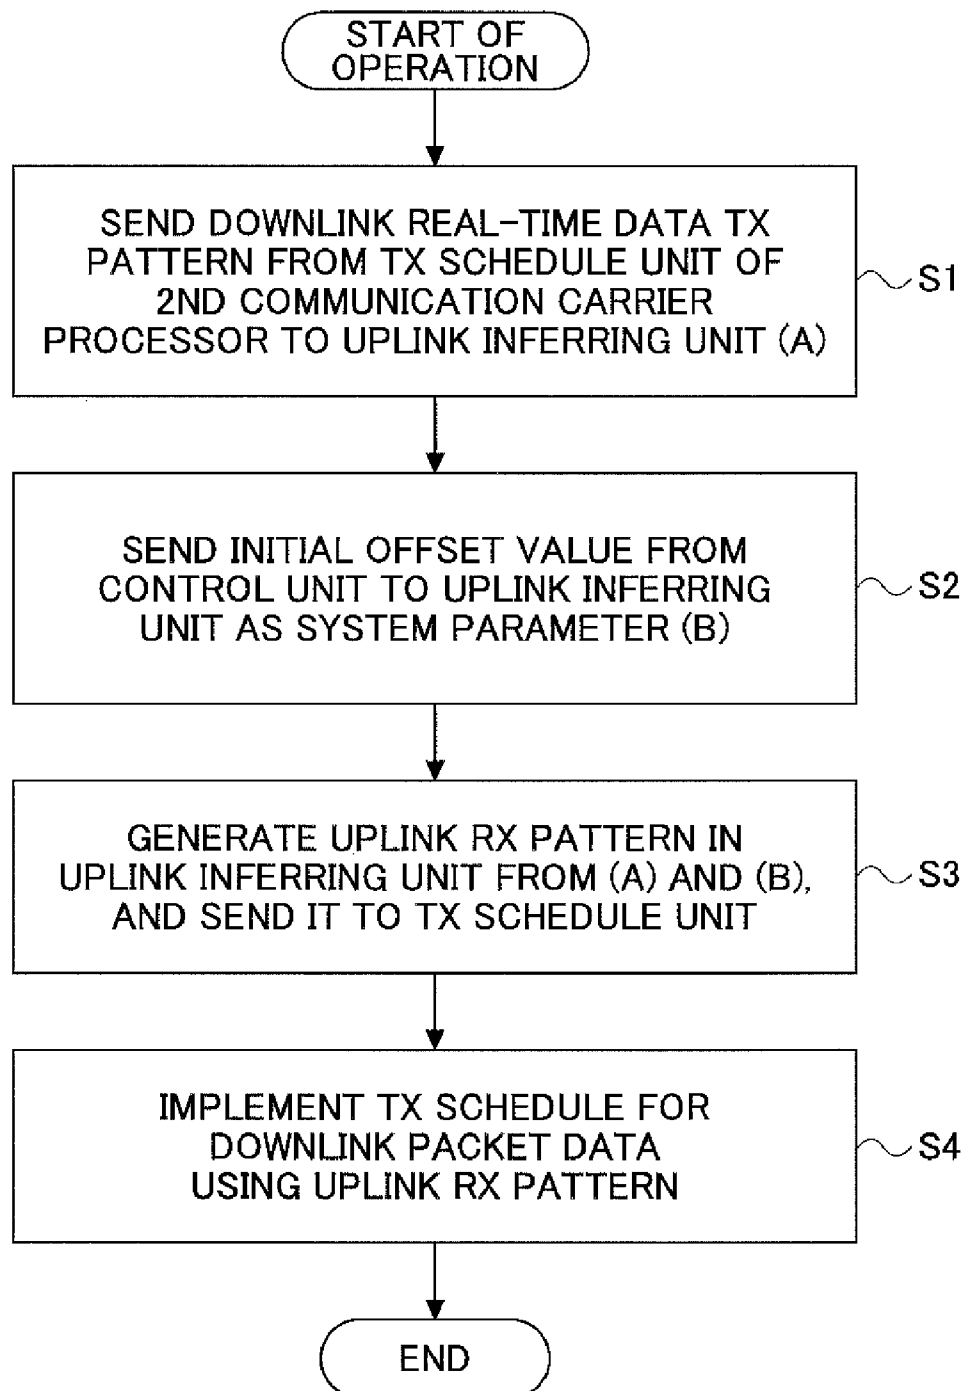 START OF
OPERATION
SEND DOWNLINK REAL-TIME DATA TX
PATTERN FROM TX SCHEDULE UNIT OF
2ND COMMUNICATION CARRIER
PROCESSOR TO UPLINK INFERRING UNIT (A)
S1
SEND INITIAL OFFSET VALUE FROM
CONTROL UNIT TO UPLINK INFERRING
UNIT AS SYSTEM PARAMETER (B)
S2
GENERATE UPLINK RX PATTERN IN
UPLINK INFERRING UNIT FROM (A) AND (B),
AND SEND IT TO TX SCHEDULE UNIT
S3
IMPLEMENT TX SCHEDULE FOR
DOWNLINK PACKET DATA
USING UPLINK RX PATTERN
S4
END